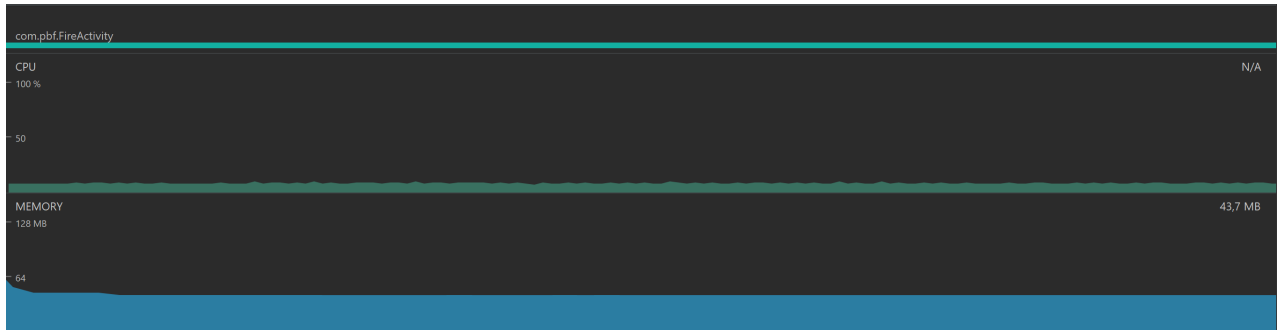 com.pbf.FireActivity
CPU N/A
100 %
50
MEMORY 43,7 MB
128 MB
64